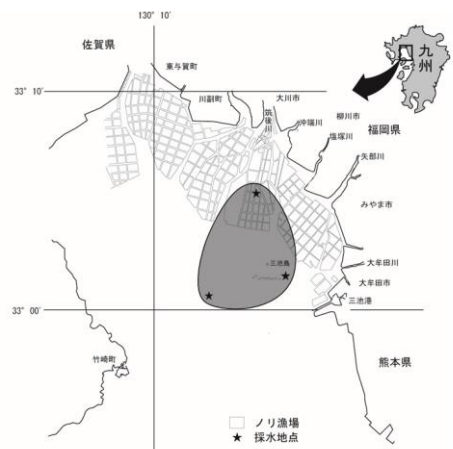 130° 10'
佐賀県
東与賀町
九州
33° 10'
川副町
大川市
筑後川
沖端川
柳川市
塩塚川
福岡県
矢部川
みやま市
三池島
大牟田川
大牟田市
三池港
33° 00'
竹崎町
熊本県
ノリ漁場
★ 採水地点